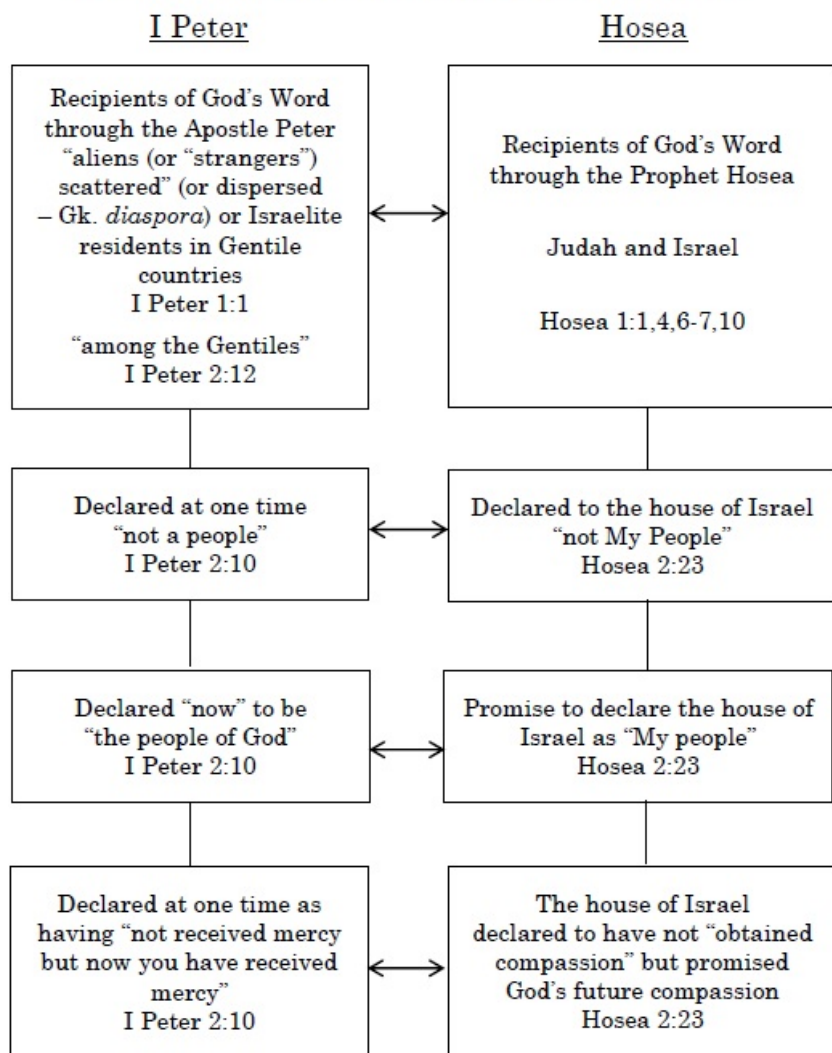 I Peter
Hosea
Recipients of God’s Word
through the Apostle Peter
“aliens (or “strangers”)
scattered” (or dispersed
– Gk. diaspora) or Israelite
residents in Gentile
countries
I Peter 1:1
“among the Gentiles”
I Peter 2:12
Recipients of God’s Word
through the Prophet Hosea
Judah and Israel
Hosea 1:1,4,6-7,10
Declared at one time
“not a people”
I Peter 2:10
Declared to the house of Israel
“not My People”
Hosea 2:23
Declared “now” to be
“the people of God”
I Peter 2:10
Promise to declare the house of
Israel as “My people”
Hosea 2:23
Declared at one time as
having “not received mercy
but now you have received
mercy”
I Peter 2:10
The house of Israel
declared to have not “obtained
compassion” but promised
God’s future compassion
Hosea 2:23